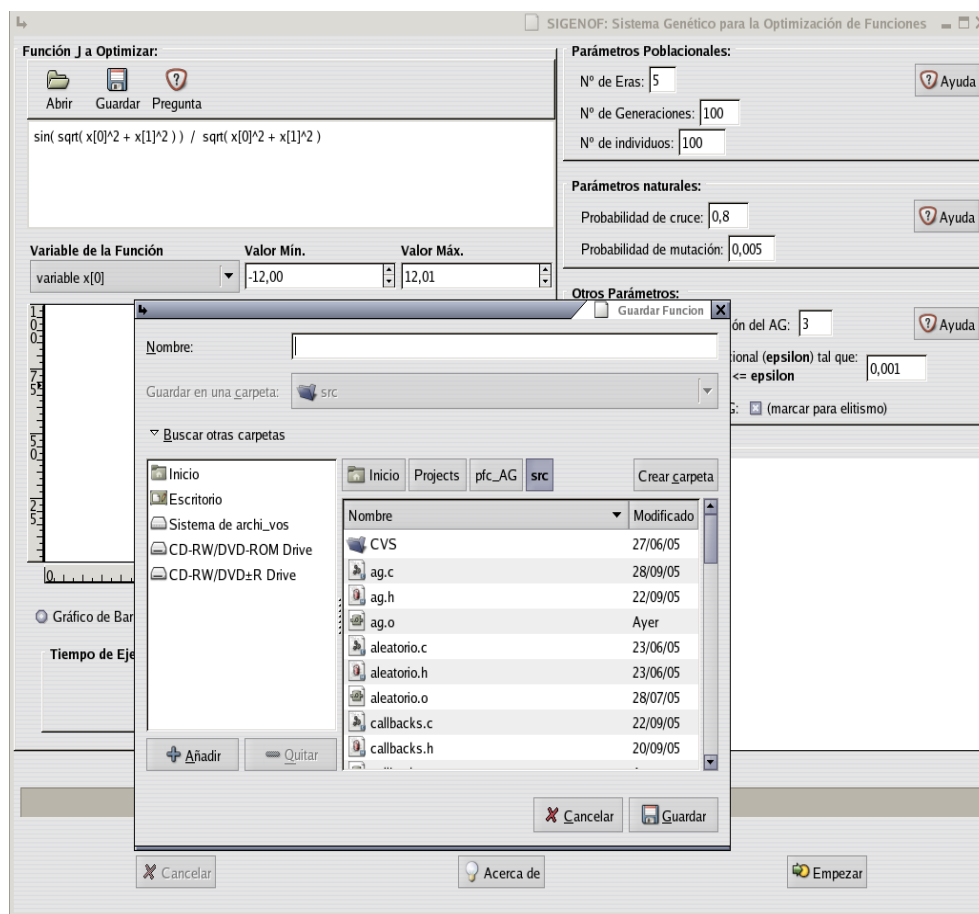 SIGENOF: Sistema Genético para la Optimización de Funciones
Función J a Optimizar:
Abrir Guardar Pregunta
sin( sqrt( x[0]^2 + x[1]^2 ) ) / sqrt( x[0]^2 + x[1]^2 )
Variable de la Función Valor Mín. Valor Máx.
variable x[0] -12,00 12,01
Parámetros Poblacionales:
Nº de Eras: 5 Ayuda
Nº de Generaciones: 100
Nº de individuos: 100
Parámetros naturales:
Probabilidad de cruce: 0,8 Ayuda
Probabilidad de mutación: 0,005
Otros Parámetros:
ón del AG: 3 Ayuda
ional (epsilon) tal que:
<= epsilon 0,001
G: (marcar para elitismo)
100
75
50
25
0
Gráfico de Bar
Tiempo de Eje
Guardar Funcion
Nombre:
Guardar en una carpeta: src
Buscar otras carpetas
Inicio
Escritorio
Sistema de archi_vos
CD-RW/DVD-ROM Drive
CD-RW/DVD±R Drive
Inicio Projects pfc_AG src Crear carpeta
Nombre Modificado
CVS 27/06/05
ag.c 28/09/05
ag.h 22/09/05
ag.o Ayer
aleatorio.c 23/06/05
aleatorio.h 23/06/05
aleatorio.o 28/07/05
callbacks.c 22/09/05
callbacks.h 20/09/05
Añadir Quitar
Cancelar Guardar
Cancelar Acerca de Empezar